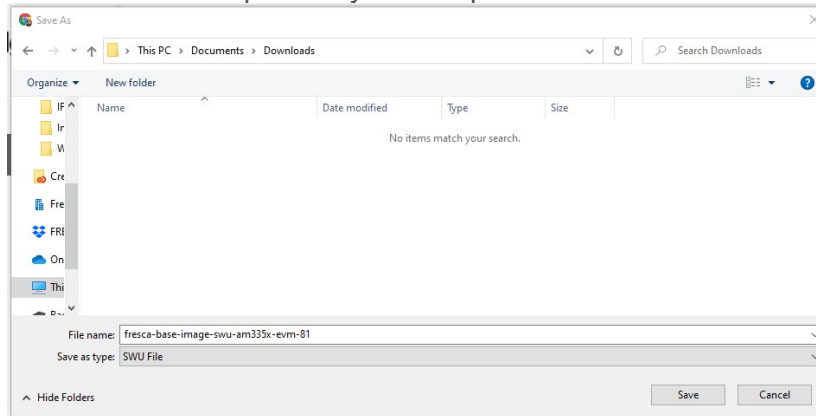 Save As
This PC > Documents > Downloads
Search Downloads
Organize
New folder
Name
Date modified
Type
Size
IF
In
W
No items match your search.
Cre
Fre
FRE
On
Thi
File name: fresca-base-image-swu-am335x-evm-81
Save as type: SWU File
Hide Folders
Save
Cancel